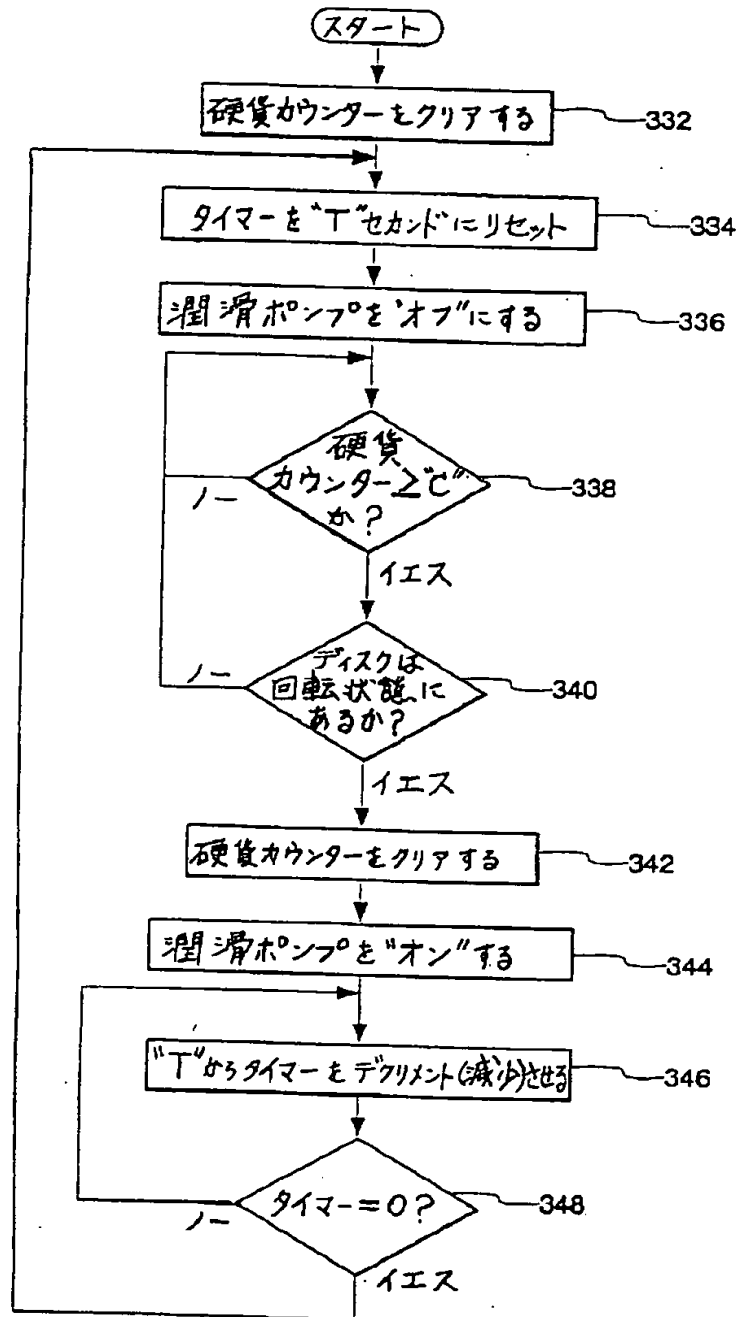 スタート
硬貨カウンターをクリアする
332
タイマーを"T"セカンドにリセット
334
潤滑ポンプを"オフ"にする
336
硬貨
カウンター≧"C"
か?
338
ノー
イエス
ディスクは
回転状態に
あるか?
340
ノー
イエス
硬貨カウンターをクリアする
342
潤滑ポンプを"オン"する
344
"T"からタイマーをデクリメント(減少)させる
346
タイマー=0?
348
ノー
イエス